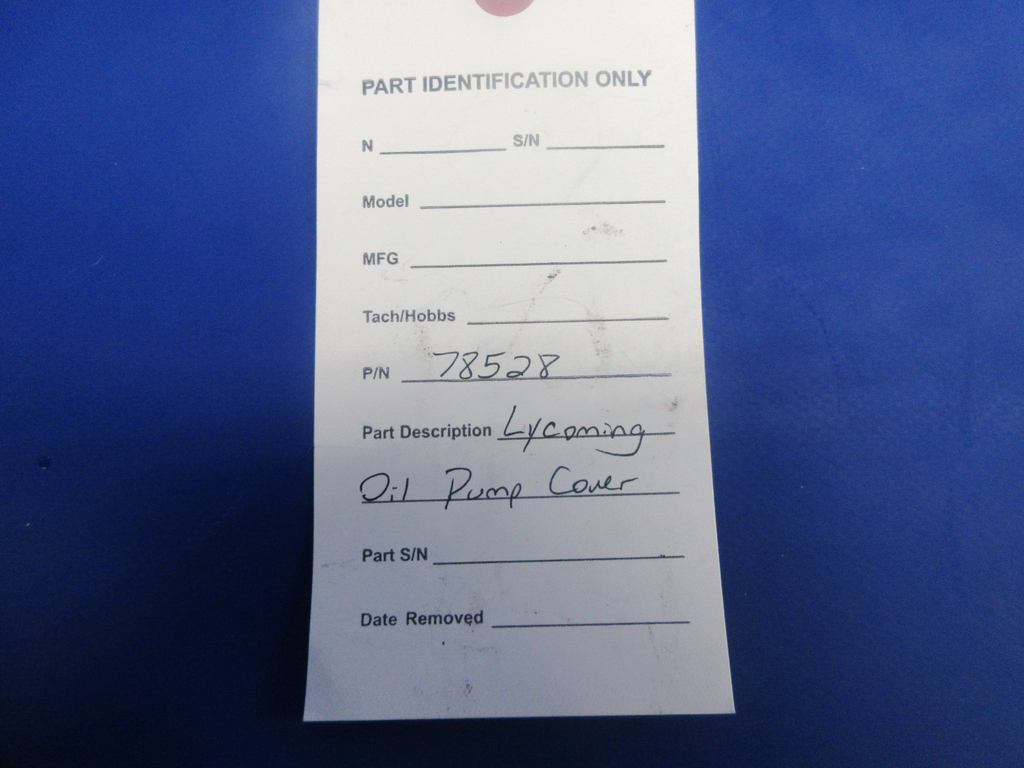 PART IDENTIFICATION ONLY
N S/N
Model
MFG
Tach/Hobbs
P/N 78528
Part Description Lycoming
Oil Pump Cover
Part S/N
Date Removed